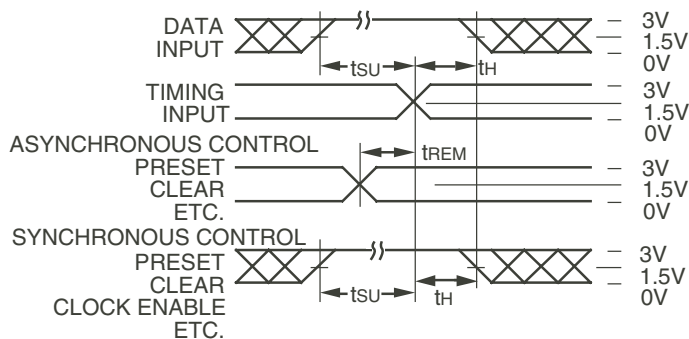 DATA INPUT
3V
1.5V
0V
tSU
tH
TIMING INPUT
3V
1.5V
0V
ASYNCHRONOUS CONTROL
tREM
PRESET
CLEAR
ETC.
3V
1.5V
0V
SYNCHRONOUS CONTROL
PRESET
CLEAR
CLOCK ENABLE
ETC.
3V
1.5V
0V
tSU
tH